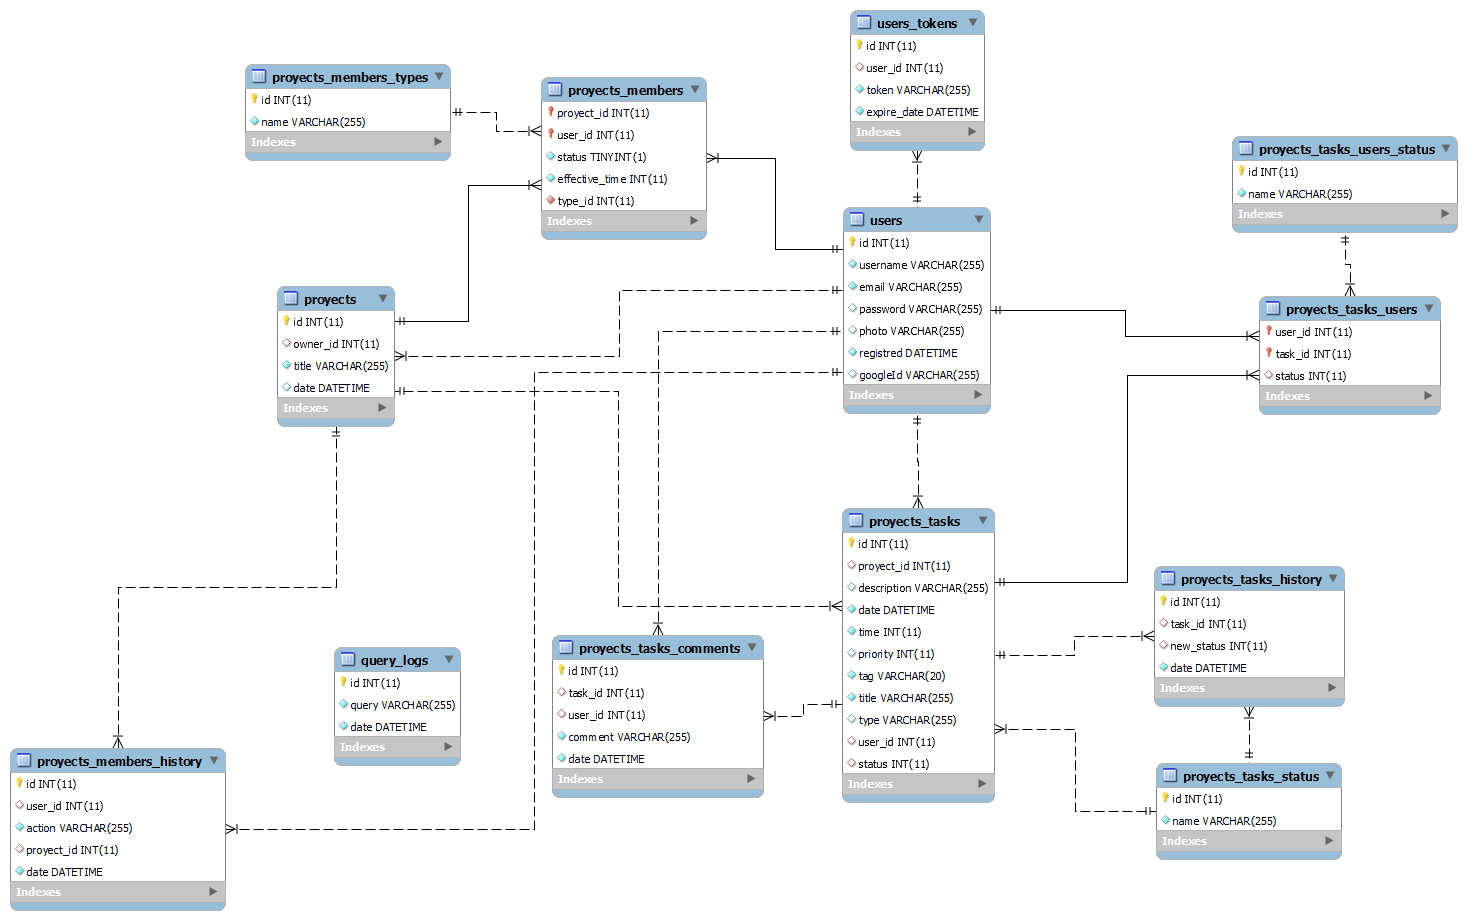 users_tokens
id INT(11)
user_id INT(11)
token VARCHAR(255)
expire_date DATETIME
Indexes
proyects_members_types
id INT(11)
name VARCHAR(255)
Indexes
proyects_members
proyect_id INT(11)
user_id INT(11)
status TINYINT(1)
effective_time INT(11)
type_id INT(11)
Indexes
proyects_tasks_users_status
id INT(11)
name VARCHAR(255)
Indexes
users
id INT(11)
username VARCHAR(255)
email VARCHAR(255)
password VARCHAR(255)
photo VARCHAR(255)
registred DATETIME
googleId VARCHAR(255)
Indexes
proyects
id INT(11)
owner_id INT(11)
title VARCHAR(255)
date DATETIME
Indexes
proyects_tasks_users
user_id INT(11)
task_id INT(11)
status INT(11)
Indexes
proyects_tasks
id INT(11)
proyect_id INT(11)
description VARCHAR(255)
date DATETIME
time INT(11)
priority INT(11)
tag VARCHAR(20)
title VARCHAR(255)
type VARCHAR(255)
user_id INT(11)
status INT(11)
Indexes
proyects_tasks_history
id INT(11)
task_id INT(11)
new_status INT(11)
date DATETIME
Indexes
proyects_tasks_comments
id INT(11)
task_id INT(11)
user_id INT(11)
comment VARCHAR(255)
date DATETIME
Indexes
query_logs
id INT(11)
query VARCHAR(255)
date DATETIME
Indexes
proyects_members_history
id INT(11)
user_id INT(11)
action VARCHAR(255)
proyect_id INT(11)
date DATETIME
Indexes
proyects_tasks_status
id INT(11)
name VARCHAR(255)
Indexes